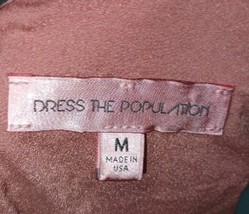 DRESS THE POPULATION
M
MADE IN
USA